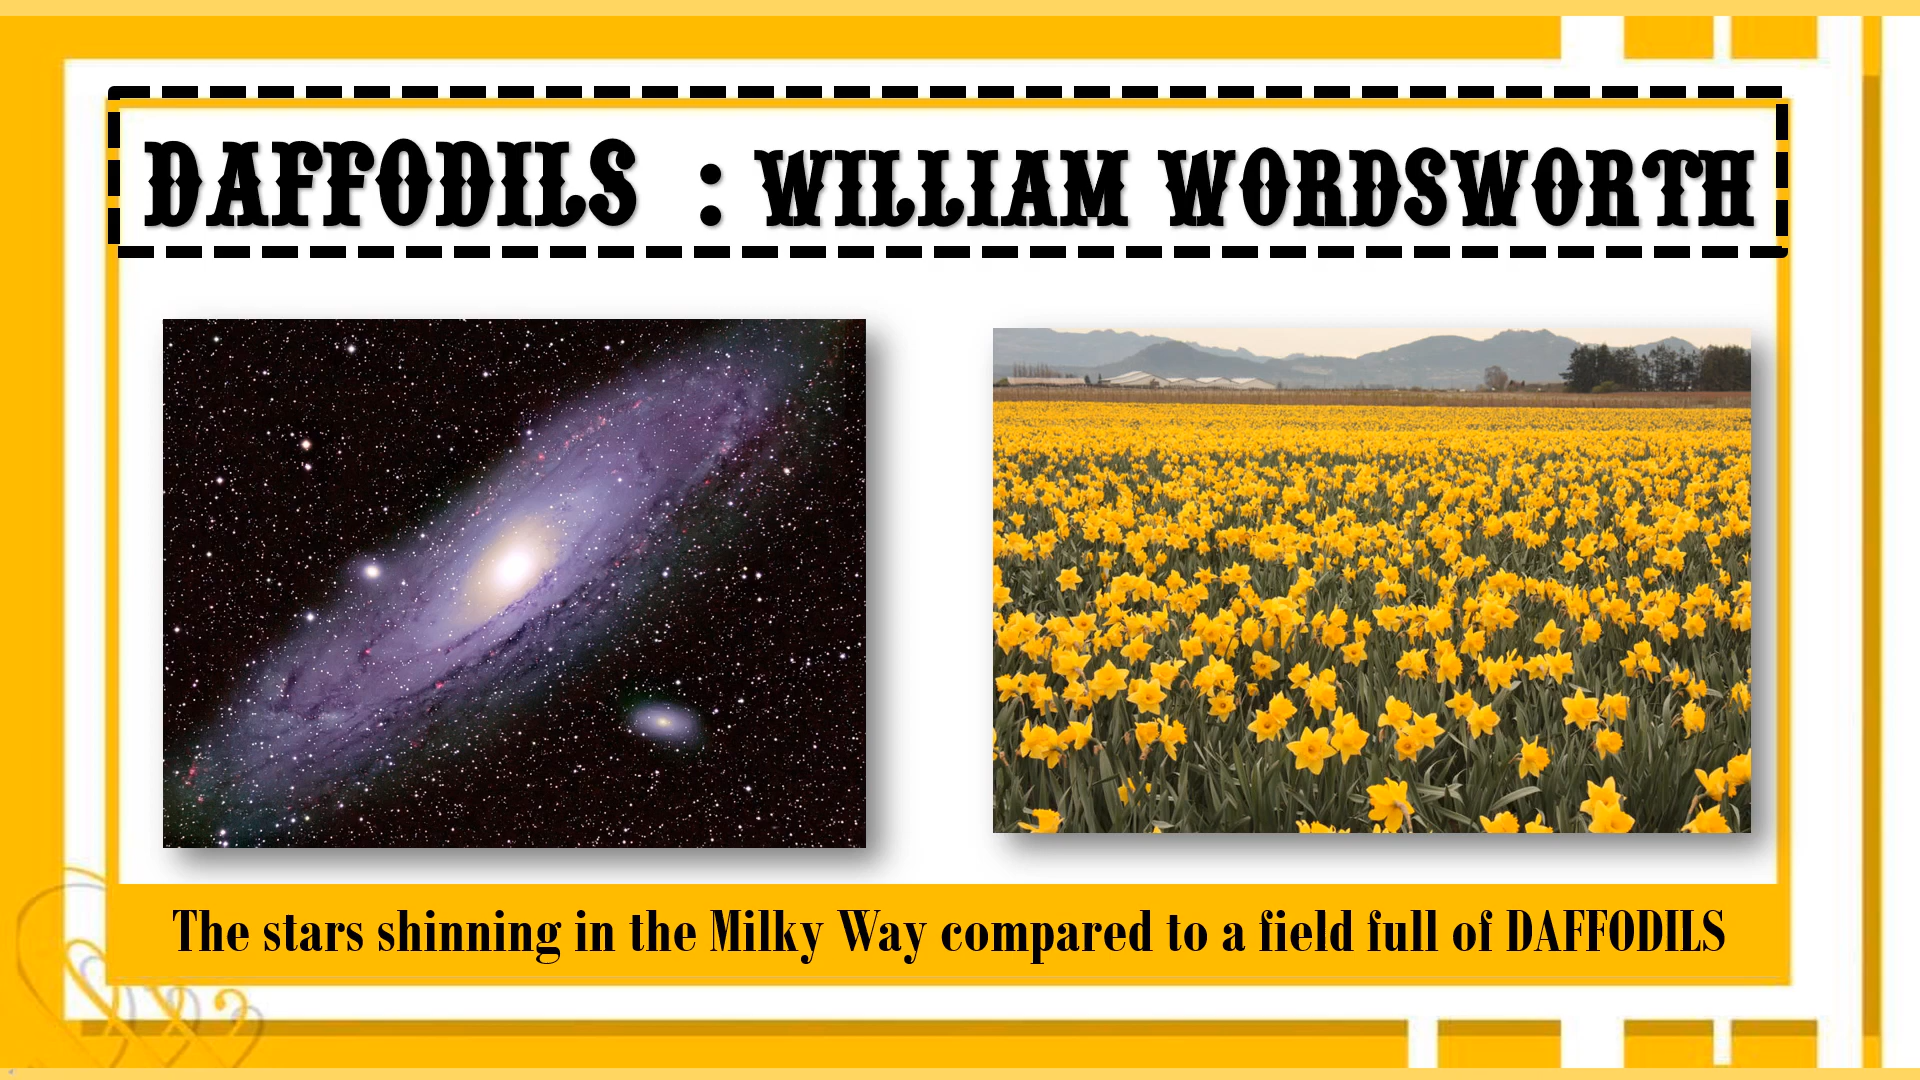 DAFFODILS : WILLIAM WORDSWORTH
The stars shinning in the Milky Way compared to a field full of DAFFODILS